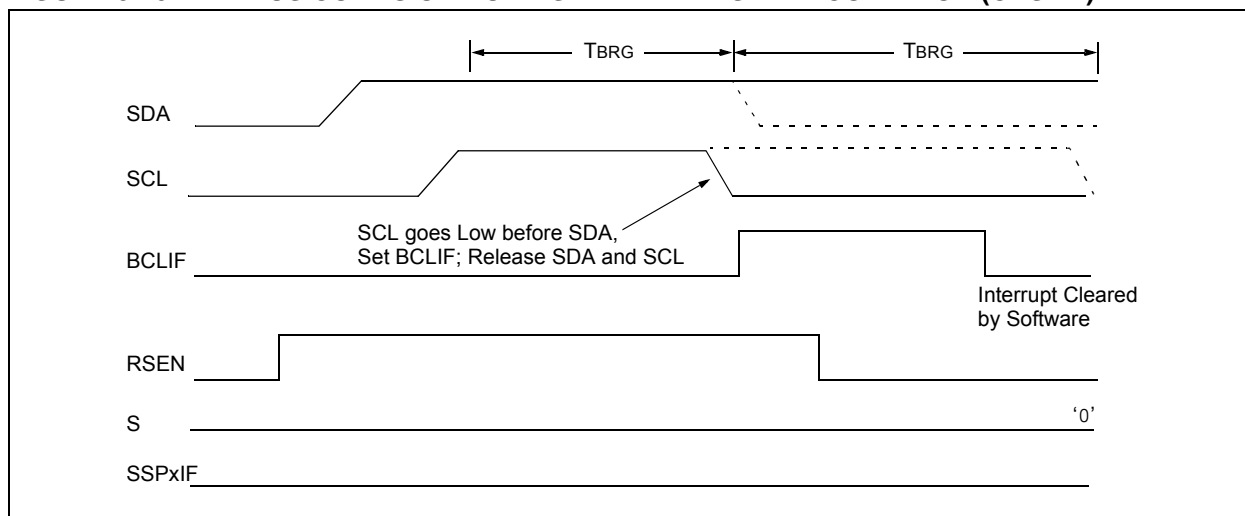 TBRG TBRG
SDA
SCL
SCL goes Low before SDA,
Set BCLIF; Release SDA and SCL
BCLIF
Interrupt Cleared
by Software
RSEN
S
‘0’
SSPxIF